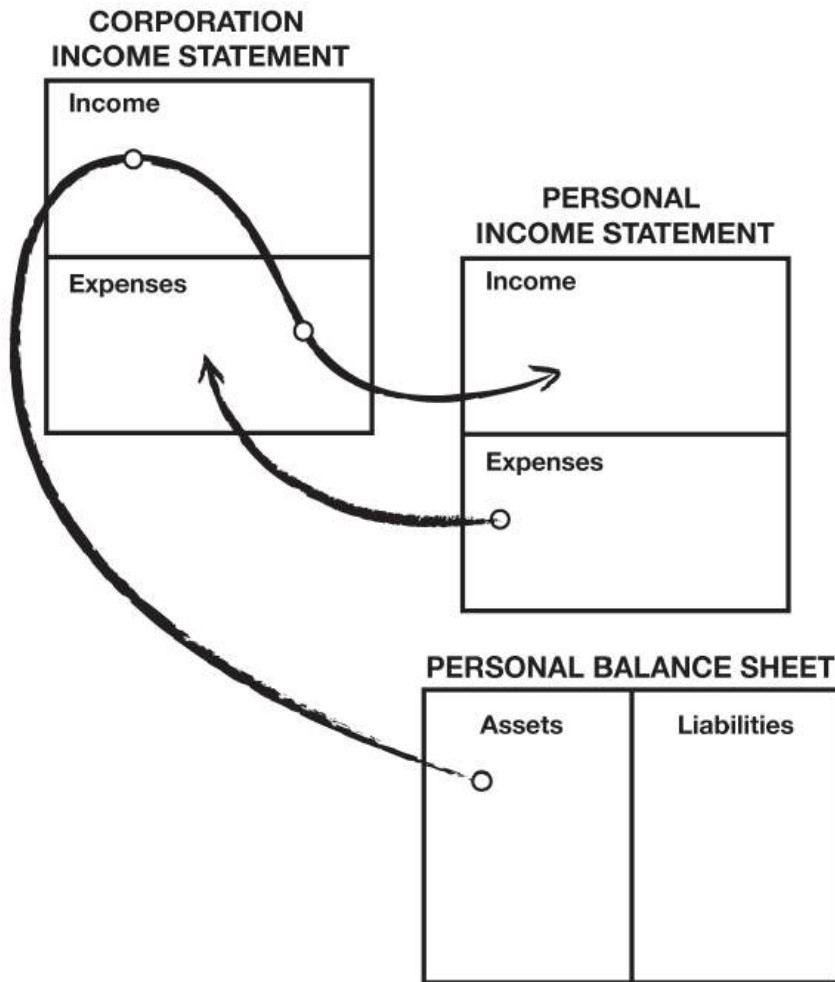 CORPORATION
INCOME STATEMENT
Income
Expenses
PERSONAL
INCOME STATEMENT
Income
Expenses
PERSONAL BALANCE SHEET
Assets
Liabilities